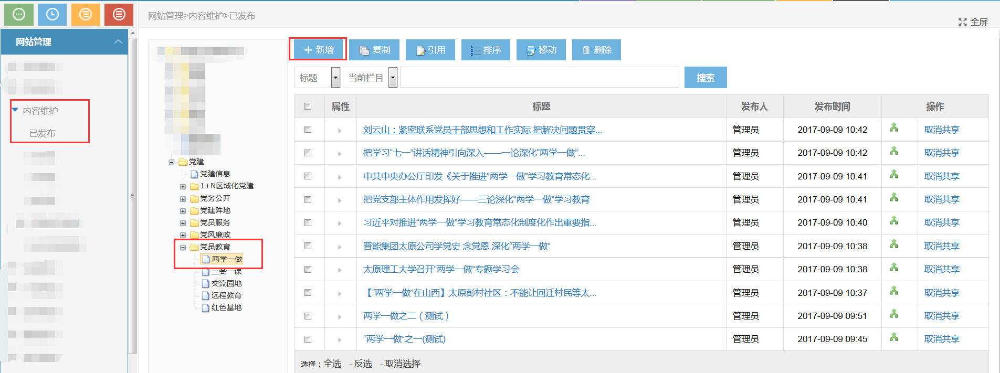 网站管理>内容维护>已发布
全屏
网站管理
内容维护
已发布
党建
党建信息
1+N区域化党建
党务公开
党建阵地
党员服务
党风廉政
党员教育
两学一做
三会一课
交流园地
远程教育
红色基地
新增 复制 引用 排序 移动 删除
标题 当前栏目 搜索
属性 标题 发布人 发布时间 操作
刘云山：紧密联系党员干部思想和工作实际 把解决问题贯穿... 管理员 2017-09-09 10:42 取消共享
把学习“七一”讲话精神引向深入——一论深化“两学一做”... 管理员 2017-09-09 10:42 取消共享
中共中央办公厅印发《关于推进“两学一做”学习教育常态化... 管理员 2017-09-09 10:41 取消共享
把党支部主体作用发挥好——三论深化“两学一做”学习教育 管理员 2017-09-09 10:41 取消共享
习近平对推进“两学一做”学习教育常态化制度化作出重要指... 管理员 2017-09-09 10:40 取消共享
晋能集团太原公司学党史 念党恩 深化“两学一做” 管理员 2017-09-09 10:38 取消共享
太原理工大学召开“两学一做”专题学习会 管理员 2017-09-09 10:38 取消共享
【“两学一做”在山西】太原彭村社区：不能让回迁村民等太... 管理员 2017-09-09 10:37 取消共享
两学一做之二（测试） 管理员 2017-09-09 09:51 取消共享
“两学一做”之一(测试) 管理员 2017-09-09 09:45 取消共享
选择：全选 - 反选 - 取消选择